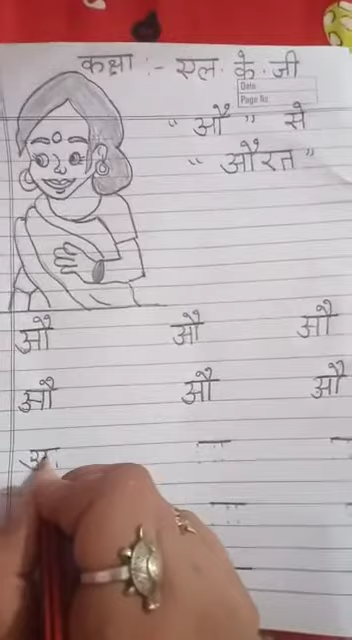 कक्षा :- एल. के. जी
Date
Page No
"औ" से
"औरत"
औ औ औ
औ औ औ